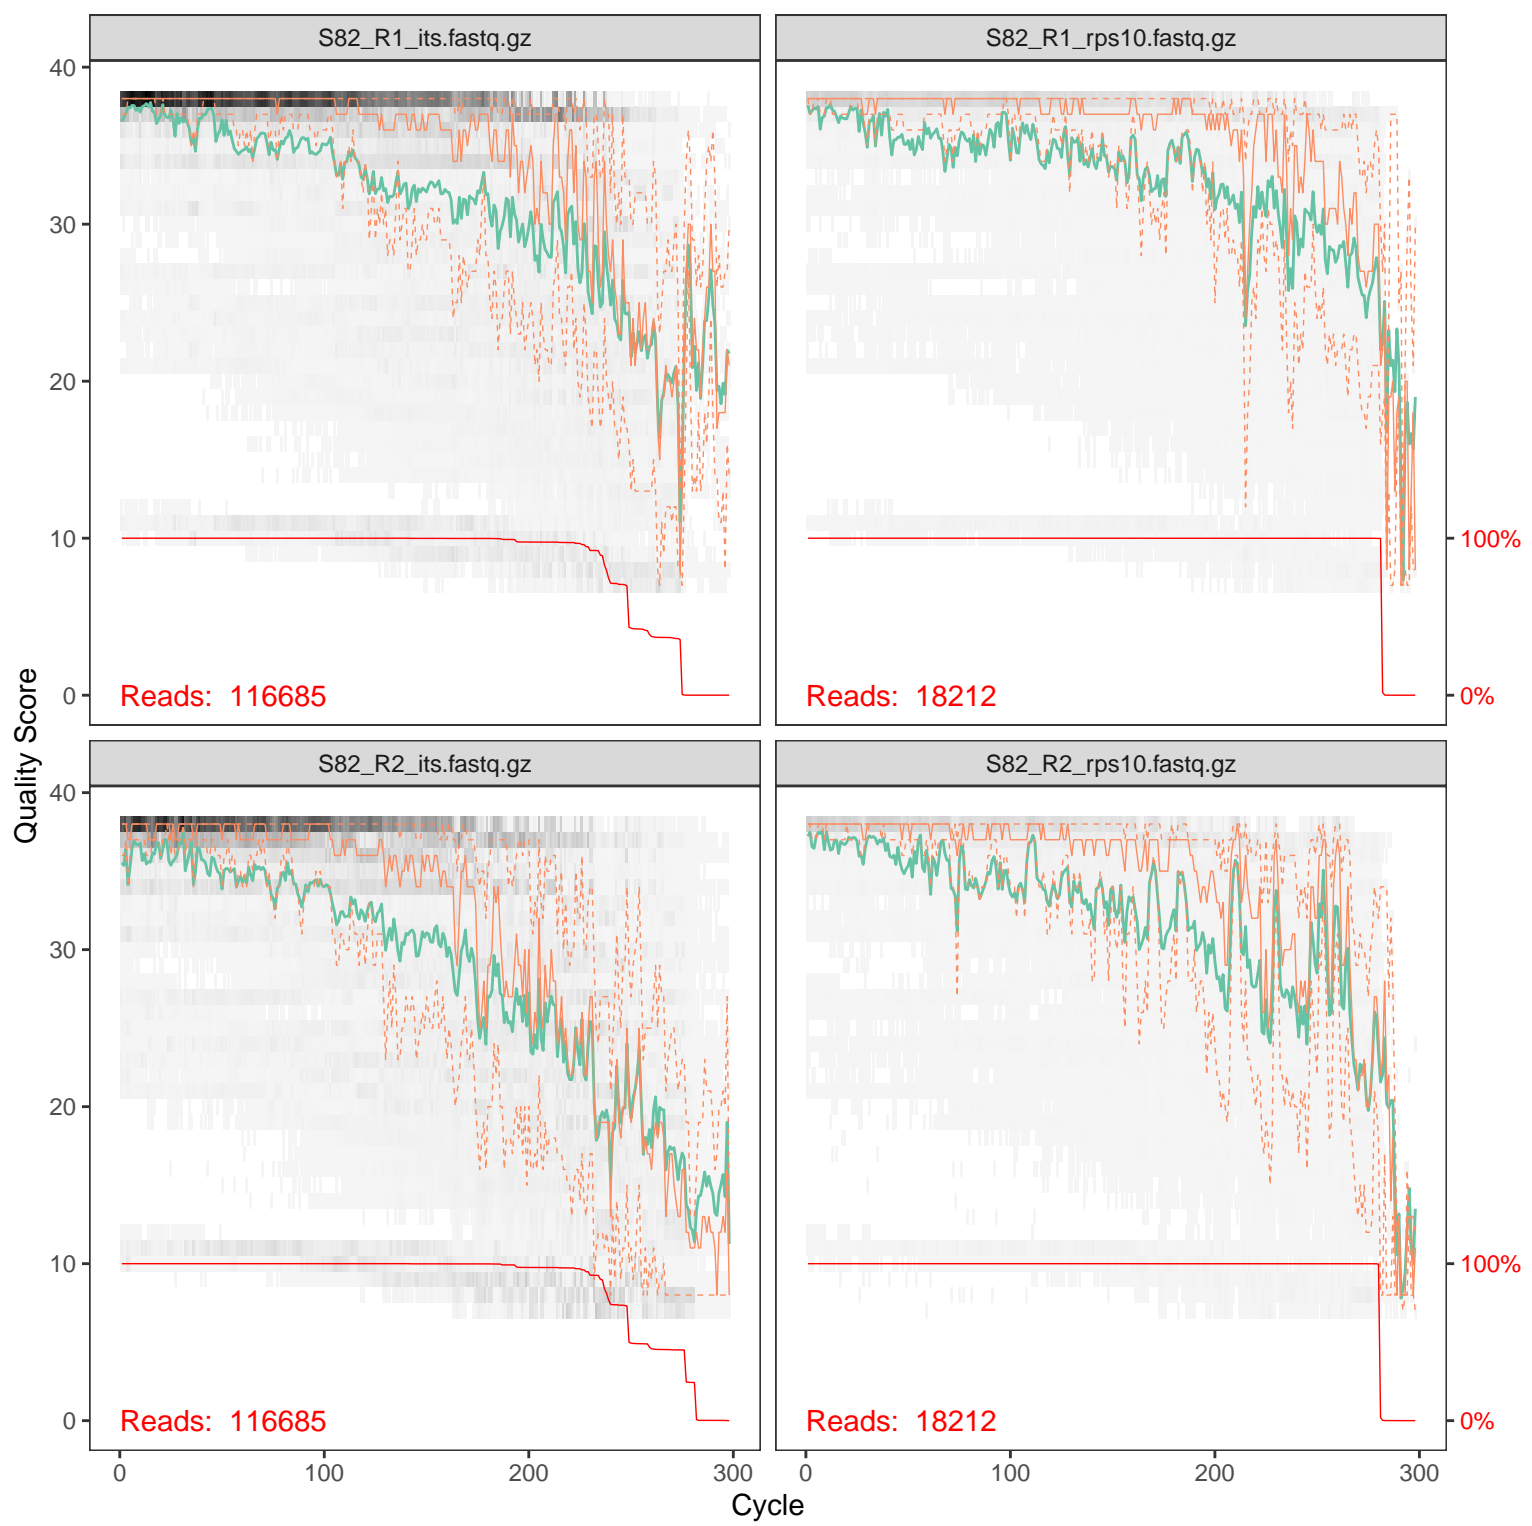 S82_R1_its.fastq.gz
S82_R1_rps10.fastq.gz
40
30
20
10
0
Reads: 116685
Reads: 18212
100%
0%
Quality Score
S82_R2_its.fastq.gz
S82_R2_rps10.fastq.gz
40
30
20
10
0
Reads: 116685
Reads: 18212
100%
0%
0 100 200 300
0 100 200 300
Cycle